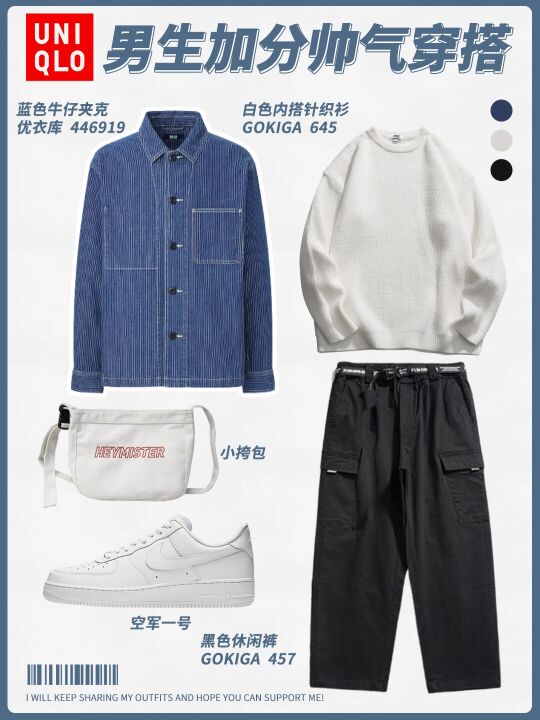 UNI
QLO
男生加分帅气穿搭
蓝色牛仔夹克
优衣库 446919
白色内搭针织衫
GOKIGA 645
HEYMISTER
小挎包
空军一号
黑色休闲裤
GOKIGA 457
I WILL KEEP SHARING MY OUTFITS AND HOPE YOU CAN SUPPORT ME!